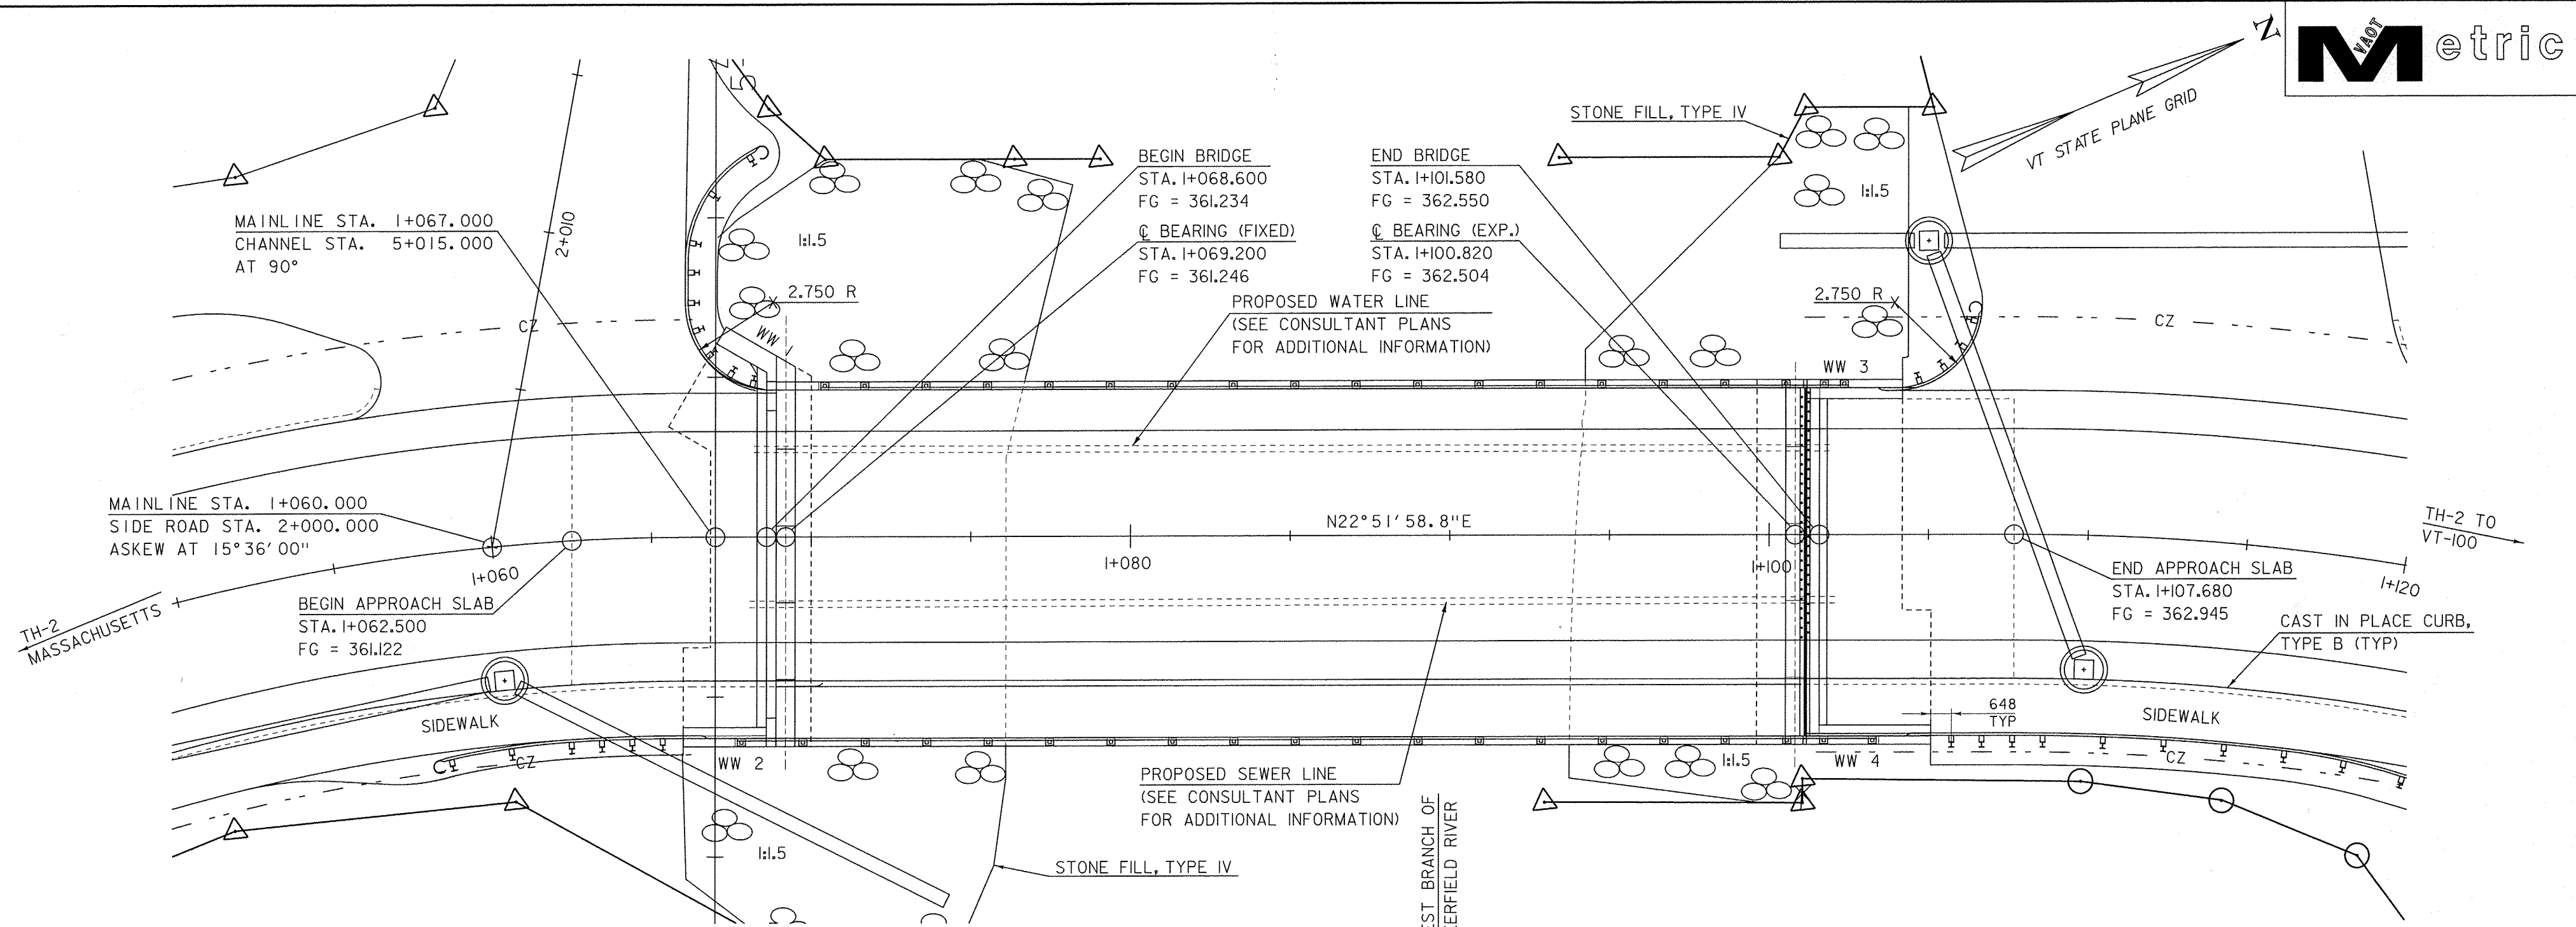 VAOT
Metric
N
VT STATE PLANE GRID
STONE FILL, TYPE IV
1:1.5
BEGIN BRIDGE
STA. 1+068.600
FG = 361.234
℄ BEARING (FIXED)
STA. 1+069.200
FG = 361.246
END BRIDGE
STA. 1+101.580
FG = 362.550
℄ BEARING (EXP.)
STA. 1+100.820
FG = 362.504
MAINLINE STA. 1+067.000
CHANNEL STA. 5+015.000
AT 90°
2+010
1:1.5
2.750 R
WW 1
PROPOSED WATER LINE
(SEE CONSULTANT PLANS
FOR ADDITIONAL INFORMATION)
2.750 R
CZ
CZ
WW 3
MAINLINE STA. 1+060.000
SIDE ROAD STA. 2+000.000
ASKEW AT 15°36'00"
1+060
N22°51'58.8"E
1+080
1+100
1+120
TH-2 TO
VT-100
END APPROACH SLAB
STA. 1+107.680
FG = 362.945
TH-2
MASSACHUSETTS
BEGIN APPROACH SLAB
STA. 1+062.500
FG = 361.122
CAST IN PLACE CURB,
TYPE B (TYP)
SIDEWALK
648
TYP
SIDEWALK
CZ
WW 2
1:1.5
WW 4
CZ
PROPOSED SEWER LINE
(SEE CONSULTANT PLANS
FOR ADDITIONAL INFORMATION)
1:1.5
STONE FILL, TYPE IV
EST BRANCH OF
EERFIELD RIVER